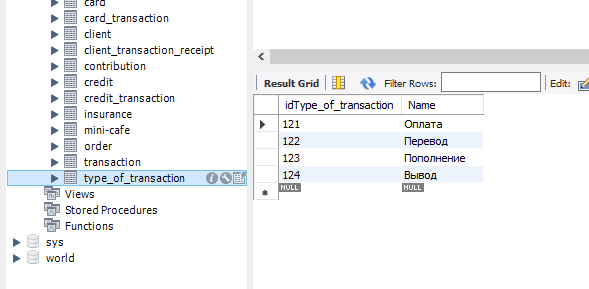 card
card_transaction
client
client_transaction_receipt
contribution
credit
credit_transaction
insurance
mini-cafe
order
transaction
type_of_transaction
Views
Stored Procedures
Functions
sys
world
Result Grid Filter Rows: Edit:
idType_of_transaction Name
121 Оплата
122 Перевод
123 Пополнение
124 Вывод
NULL NULL